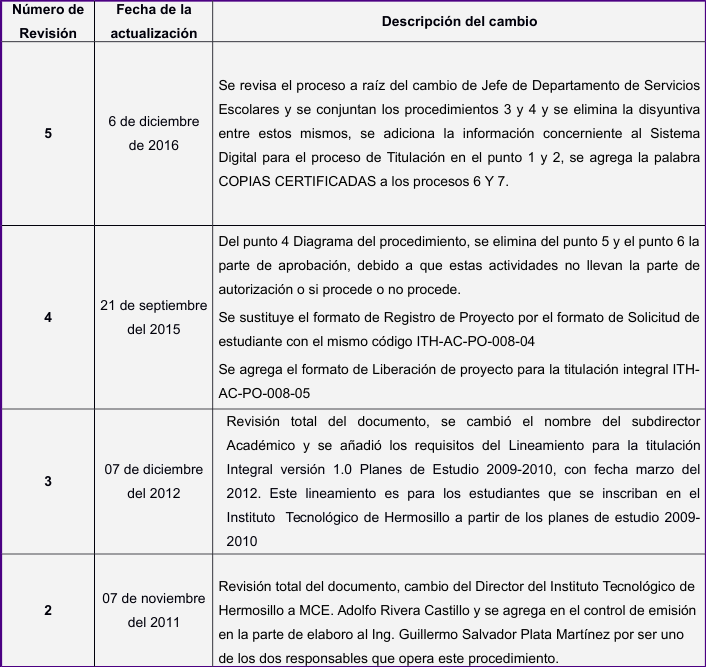 Número de Revisión
Fecha de la actualización
Descripción del cambio
5
6 de diciembre de 2016
Se revisa el proceso a raíz del cambio de Jefe de Departamento de Servicios
Escolares y se conjuntan los procedimientos 3 y 4 y se elimina la disyuntiva
entre estos mismos, se adiciona la información concerniente al Sistema
Digital para el proceso de Titulación en el punto 1 y 2, se agrega la palabra
COPIAS CERTIFICADAS a los procesos 6 Y 7.
4
21 de septiembre
del 2015
Del punto 4 Diagrama del procedimiento, se elimina del punto 5 y el punto 6 la
parte de aprobación, debido a que estas actividades no llevan la parte de
autorización o si procede o no procede.
Se sustituye el formato de Registro de Proyecto por el formato de Solicitud de
estudiante con el mismo código ITH-AC-PO-008-04
Se agrega el formato de Liberación de proyecto para la titulación integral ITH-
AC-PO-008-05
3
07 de diciembre
del 2012
Revisión total del documento, se cambió el nombre del subdirector
Académico y se añadió los requisitos del Lineamiento para la titulación
Integral versión 1.0 Planes de Estudio 2009-2010, con fecha marzo del
2012. Este lineamiento es para los estudiantes que se inscriban en el
Instituto Tecnológico de Hermosillo a partir de los planes de estudio 2009-
2010
2
07 de noviembre
del 2011
Revisión total del documento, cambio del Director del Instituto Tecnológico de
Hermosillo a MCE. Adolfo Rivera Castillo y se agrega en el control de emisión
en la parte de elaboro al Ing. Guillermo Salvador Plata Martínez por ser uno
de los dos responsables que opera este procedimiento.